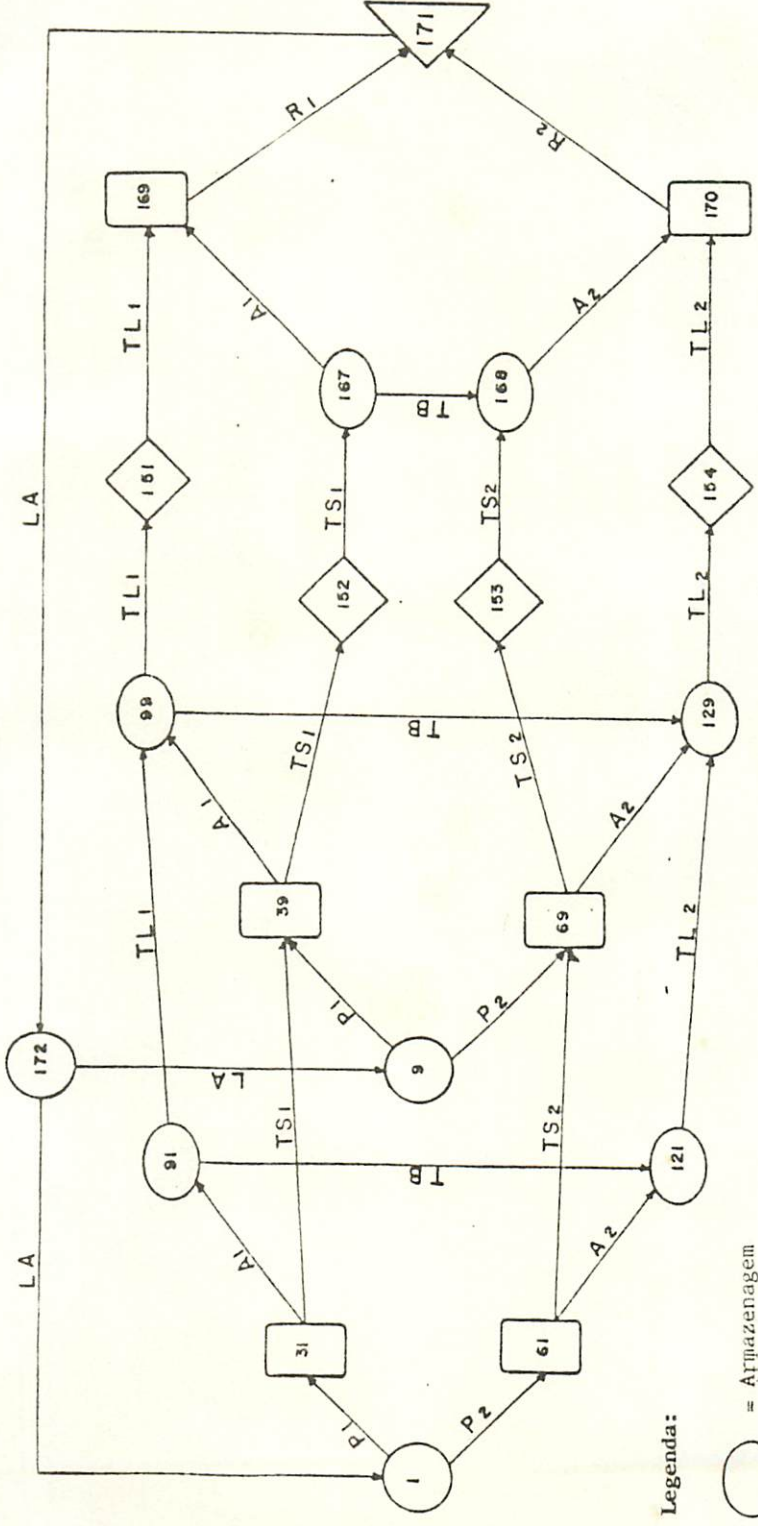 LA
LA
172
LA
171
R1
R2
169
170
TL1
TL1
TL1
151
99
91
A1
A1
A1
167
TB
168
TS1
TS1
TS1
152
39
31
P1
P1
9
1
TB
TB
TS2
TS2
TS2
153
69
61
P2
P2
A2
A2
A2
TL2
TL2
TL2
154
129
121
Legenda:
= Armazenagem